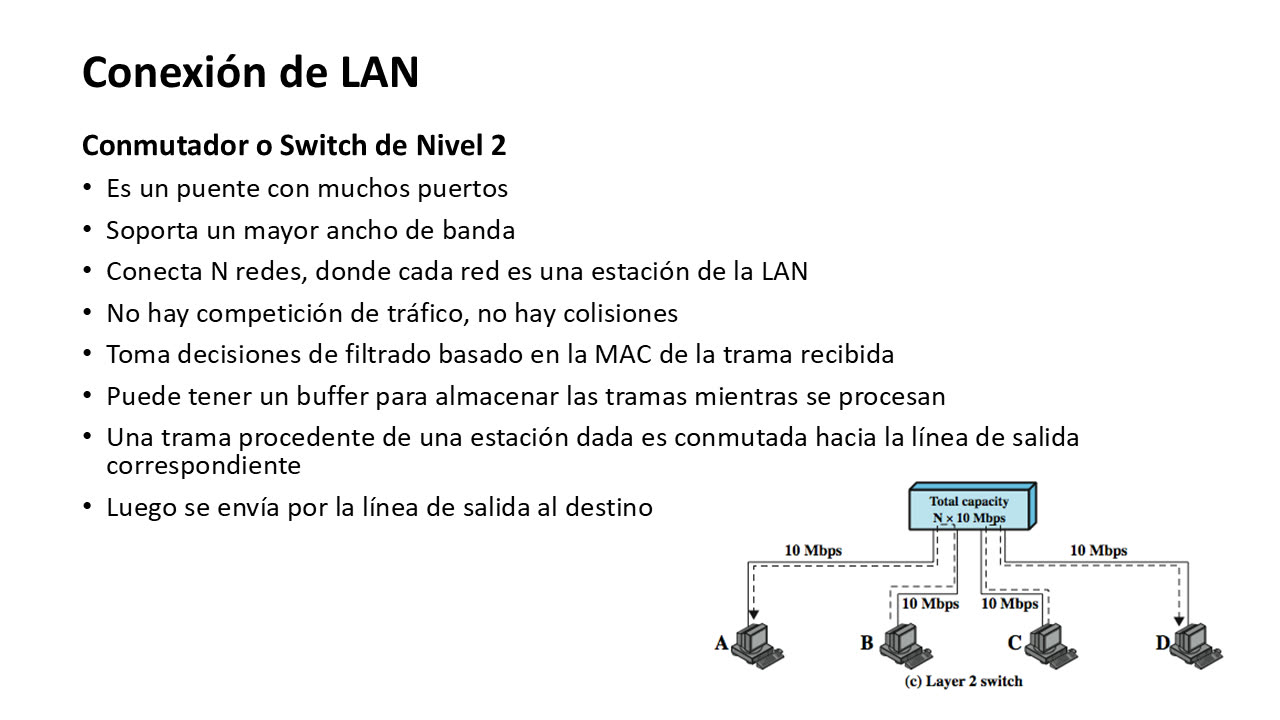 Conexión de LAN
Conmutador o Switch de Nivel 2
• Es un puente con muchos puertos
• Soporta un mayor ancho de banda
• Conecta N redes, donde cada red es una estación de la LAN
• No hay competición de tráfico, no hay colisiones
• Toma decisiones de filtrado basado en la MAC de la trama recibida
• Puede tener un buffer para almacenar las tramas mientras se procesan
• Una trama procedente de una estación dada es conmutada hacia la línea de salida
correspondiente
• Luego se envía por la línea de salida al destino
Total capacity
N × 10 Mbps
10 Mbps
10 Mbps
10 Mbps
10 Mbps
A
B
C
D
(c) Layer 2 switch